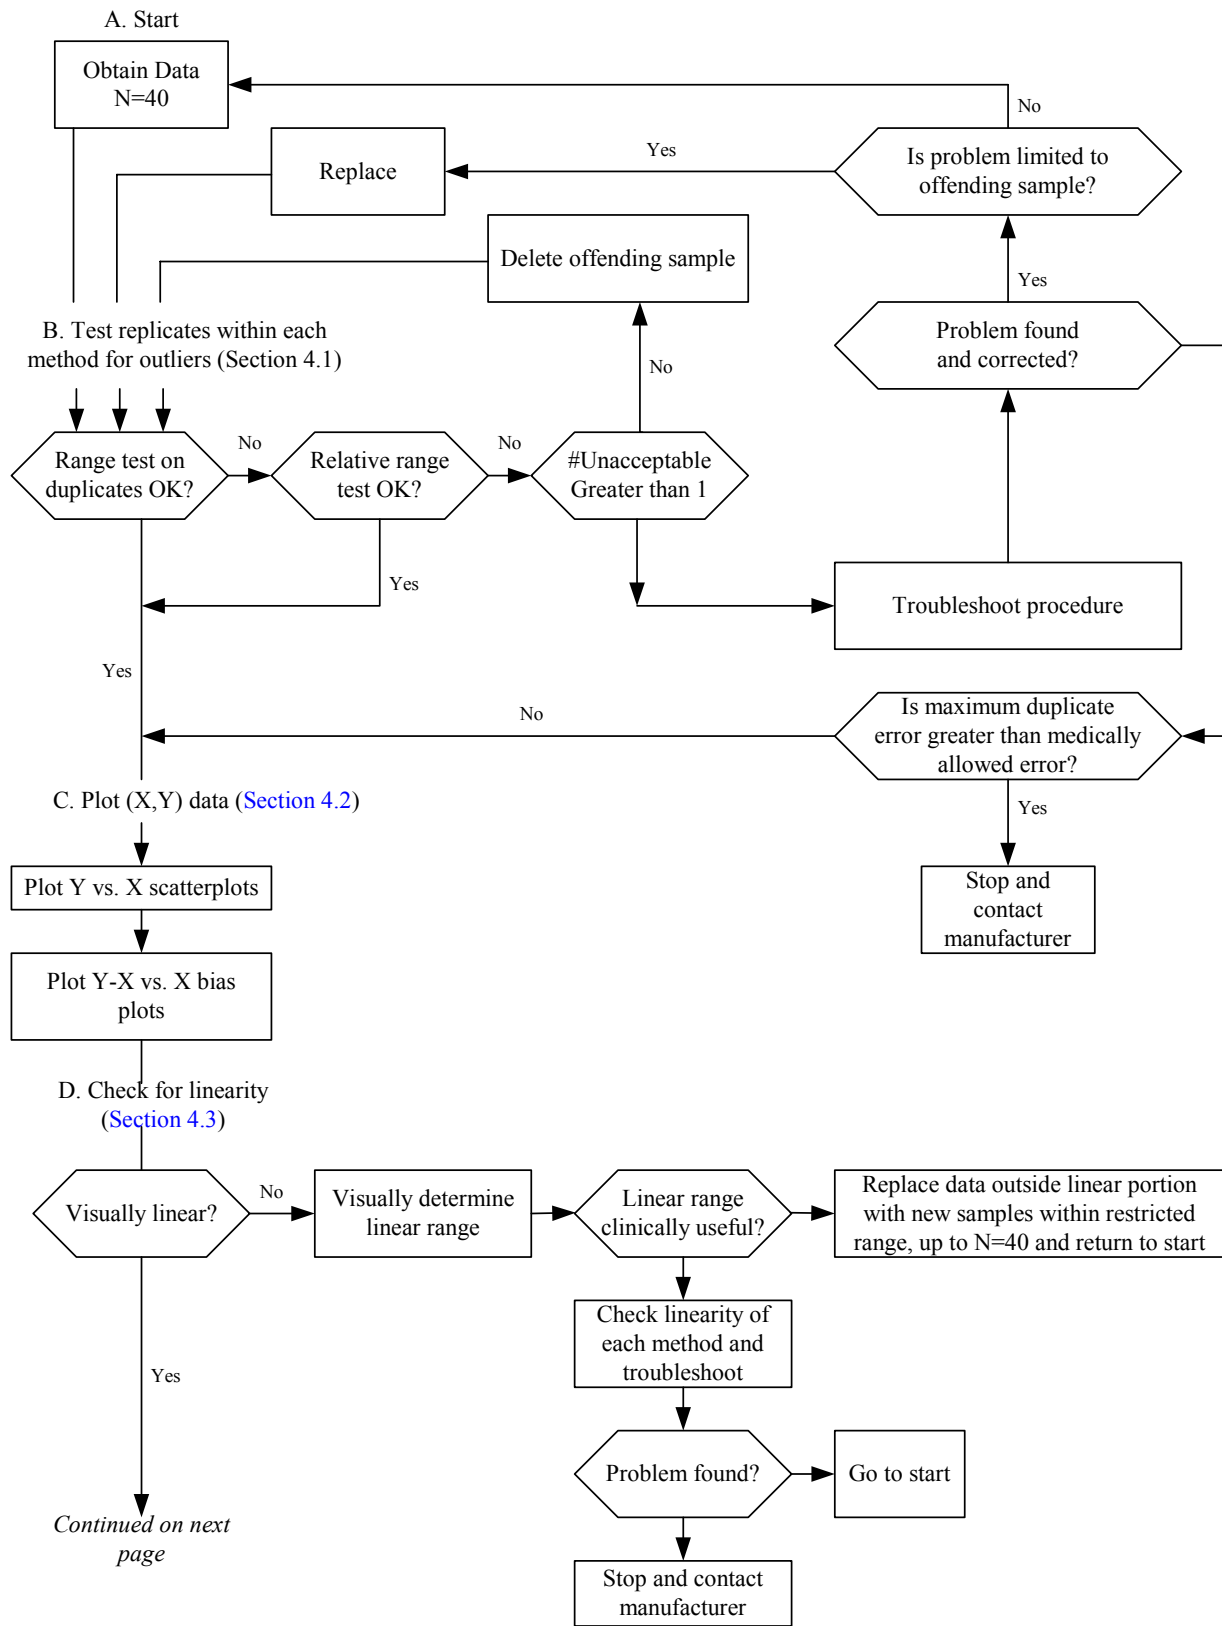 A. Start
Obtain Data
N=40
No
Is problem limited to
offending sample?
Yes
Replace
Delete offending sample
Yes
B. Test replicates within each
method for outliers (Section 4.1)
Problem found
and corrected?
No
Range test on
duplicates OK?
No
Relative range
test OK?
No
#Unacceptable
Greater than 1
Yes
Troubleshoot procedure
Yes
No
Is maximum duplicate
error greater than medically
allowed error?
C. Plot (X,Y) data (Section 4.2)
Yes
Plot Y vs. X scatterplots
Stop and
contact
manufacturer
Plot Y-X vs. X bias
plots
D. Check for linearity
(Section 4.3)
Visually linear?
No
Visually determine
linear range
Linear range
clinically useful?
Replace data outside linear portion
with new samples within restricted
range, up to N=40 and return to start
Check linearity of
each method and
troubleshoot
Yes
Problem found?
Go to start
Continued on next
page
Stop and contact
manufacturer